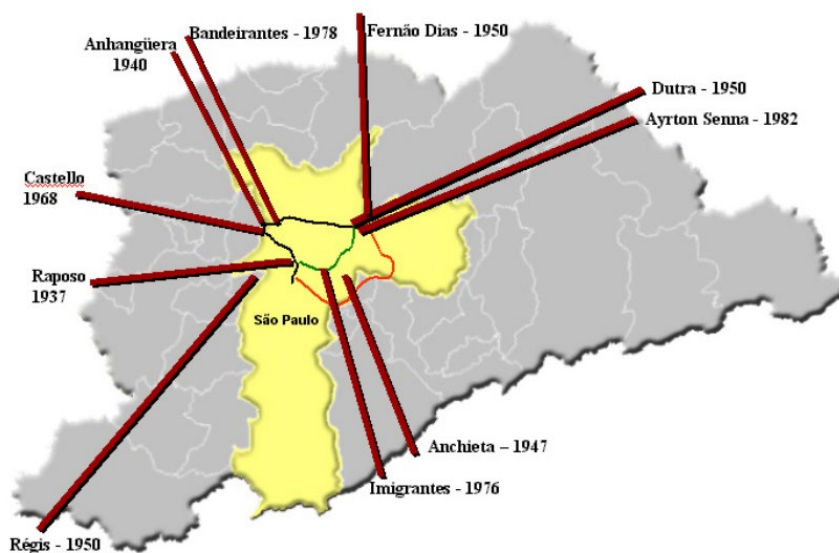 Bandeirantes - 1978
Fernão Dias - 1950
Anhangüera
1940
Dutra - 1950
Ayrton Senna - 1982
Castello
1968
Raposo
1937
São Paulo
Anchieta – 1947
Imigrantes - 1976
Régis - 1950